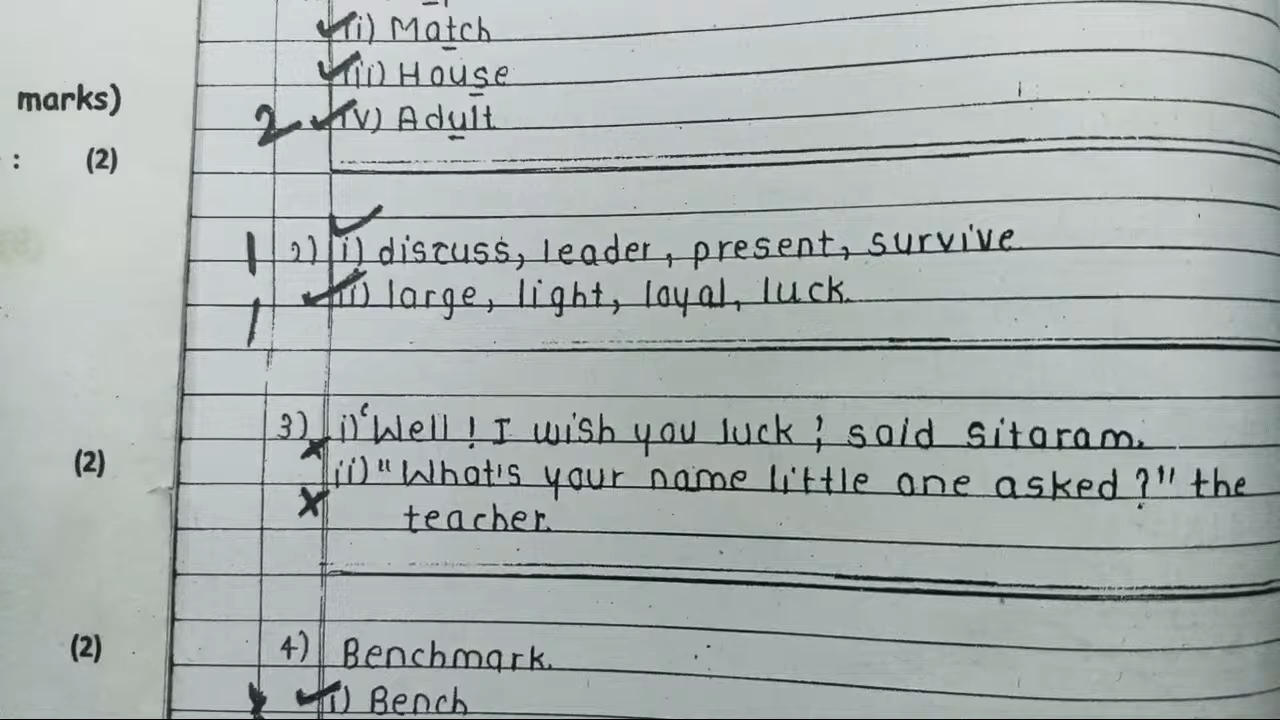 ii) Match
iii) House
marks)
2 iv) Adult
: (2)
1 2) i) discuss, leader, present, survive
1 ii) large, light, loyal, luck.
3) i) ‘Well! I wish you luck; said sitaram.
(2)
ii) "What's your name little one asked?" the
teacher.
(2) 4) Benchmark.
i) Bench